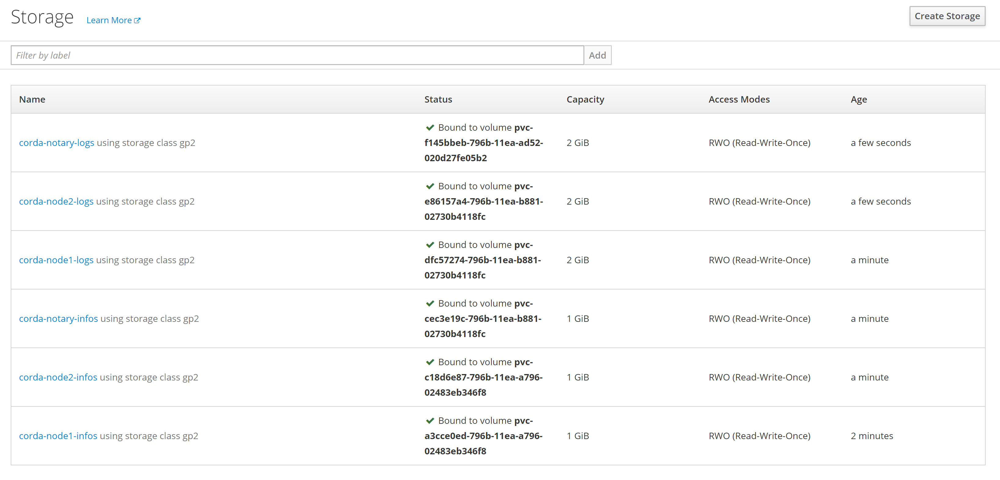 Storage Learn More
Create Storage
Filter by label
Add
Name Status Capacity Access Modes Age
corda-notary-logs using storage class gp2
Bound to volume pvc-
f145bbeb-796b-11ea-ad52-
020d27fe05b2
2 GiB
RWO (Read-Write-Once)
a few seconds
corda-node2-logs using storage class gp2
Bound to volume pvc-
e86157a4-796b-11ea-b881-
02730b4118fc
2 GiB
RWO (Read-Write-Once)
a few seconds
corda-node1-logs using storage class gp2
Bound to volume pvc-
dfc57274-796b-11ea-b881-
02730b4118fc
2 GiB
RWO (Read-Write-Once)
a minute
corda-notary-infos using storage class gp2
Bound to volume pvc-
cec3e19c-796b-11ea-b881-
02730b4118fc
1 GiB
RWO (Read-Write-Once)
a minute
corda-node2-infos using storage class gp2
Bound to volume pvc-
c18d6e87-796b-11ea-a796-
02483eb346f8
1 GiB
RWO (Read-Write-Once)
a minute
corda-node1-infos using storage class gp2
Bound to volume pvc-
a3cce0ed-796b-11ea-a796-
02483eb346f8
1 GiB
RWO (Read-Write-Once)
2 minutes